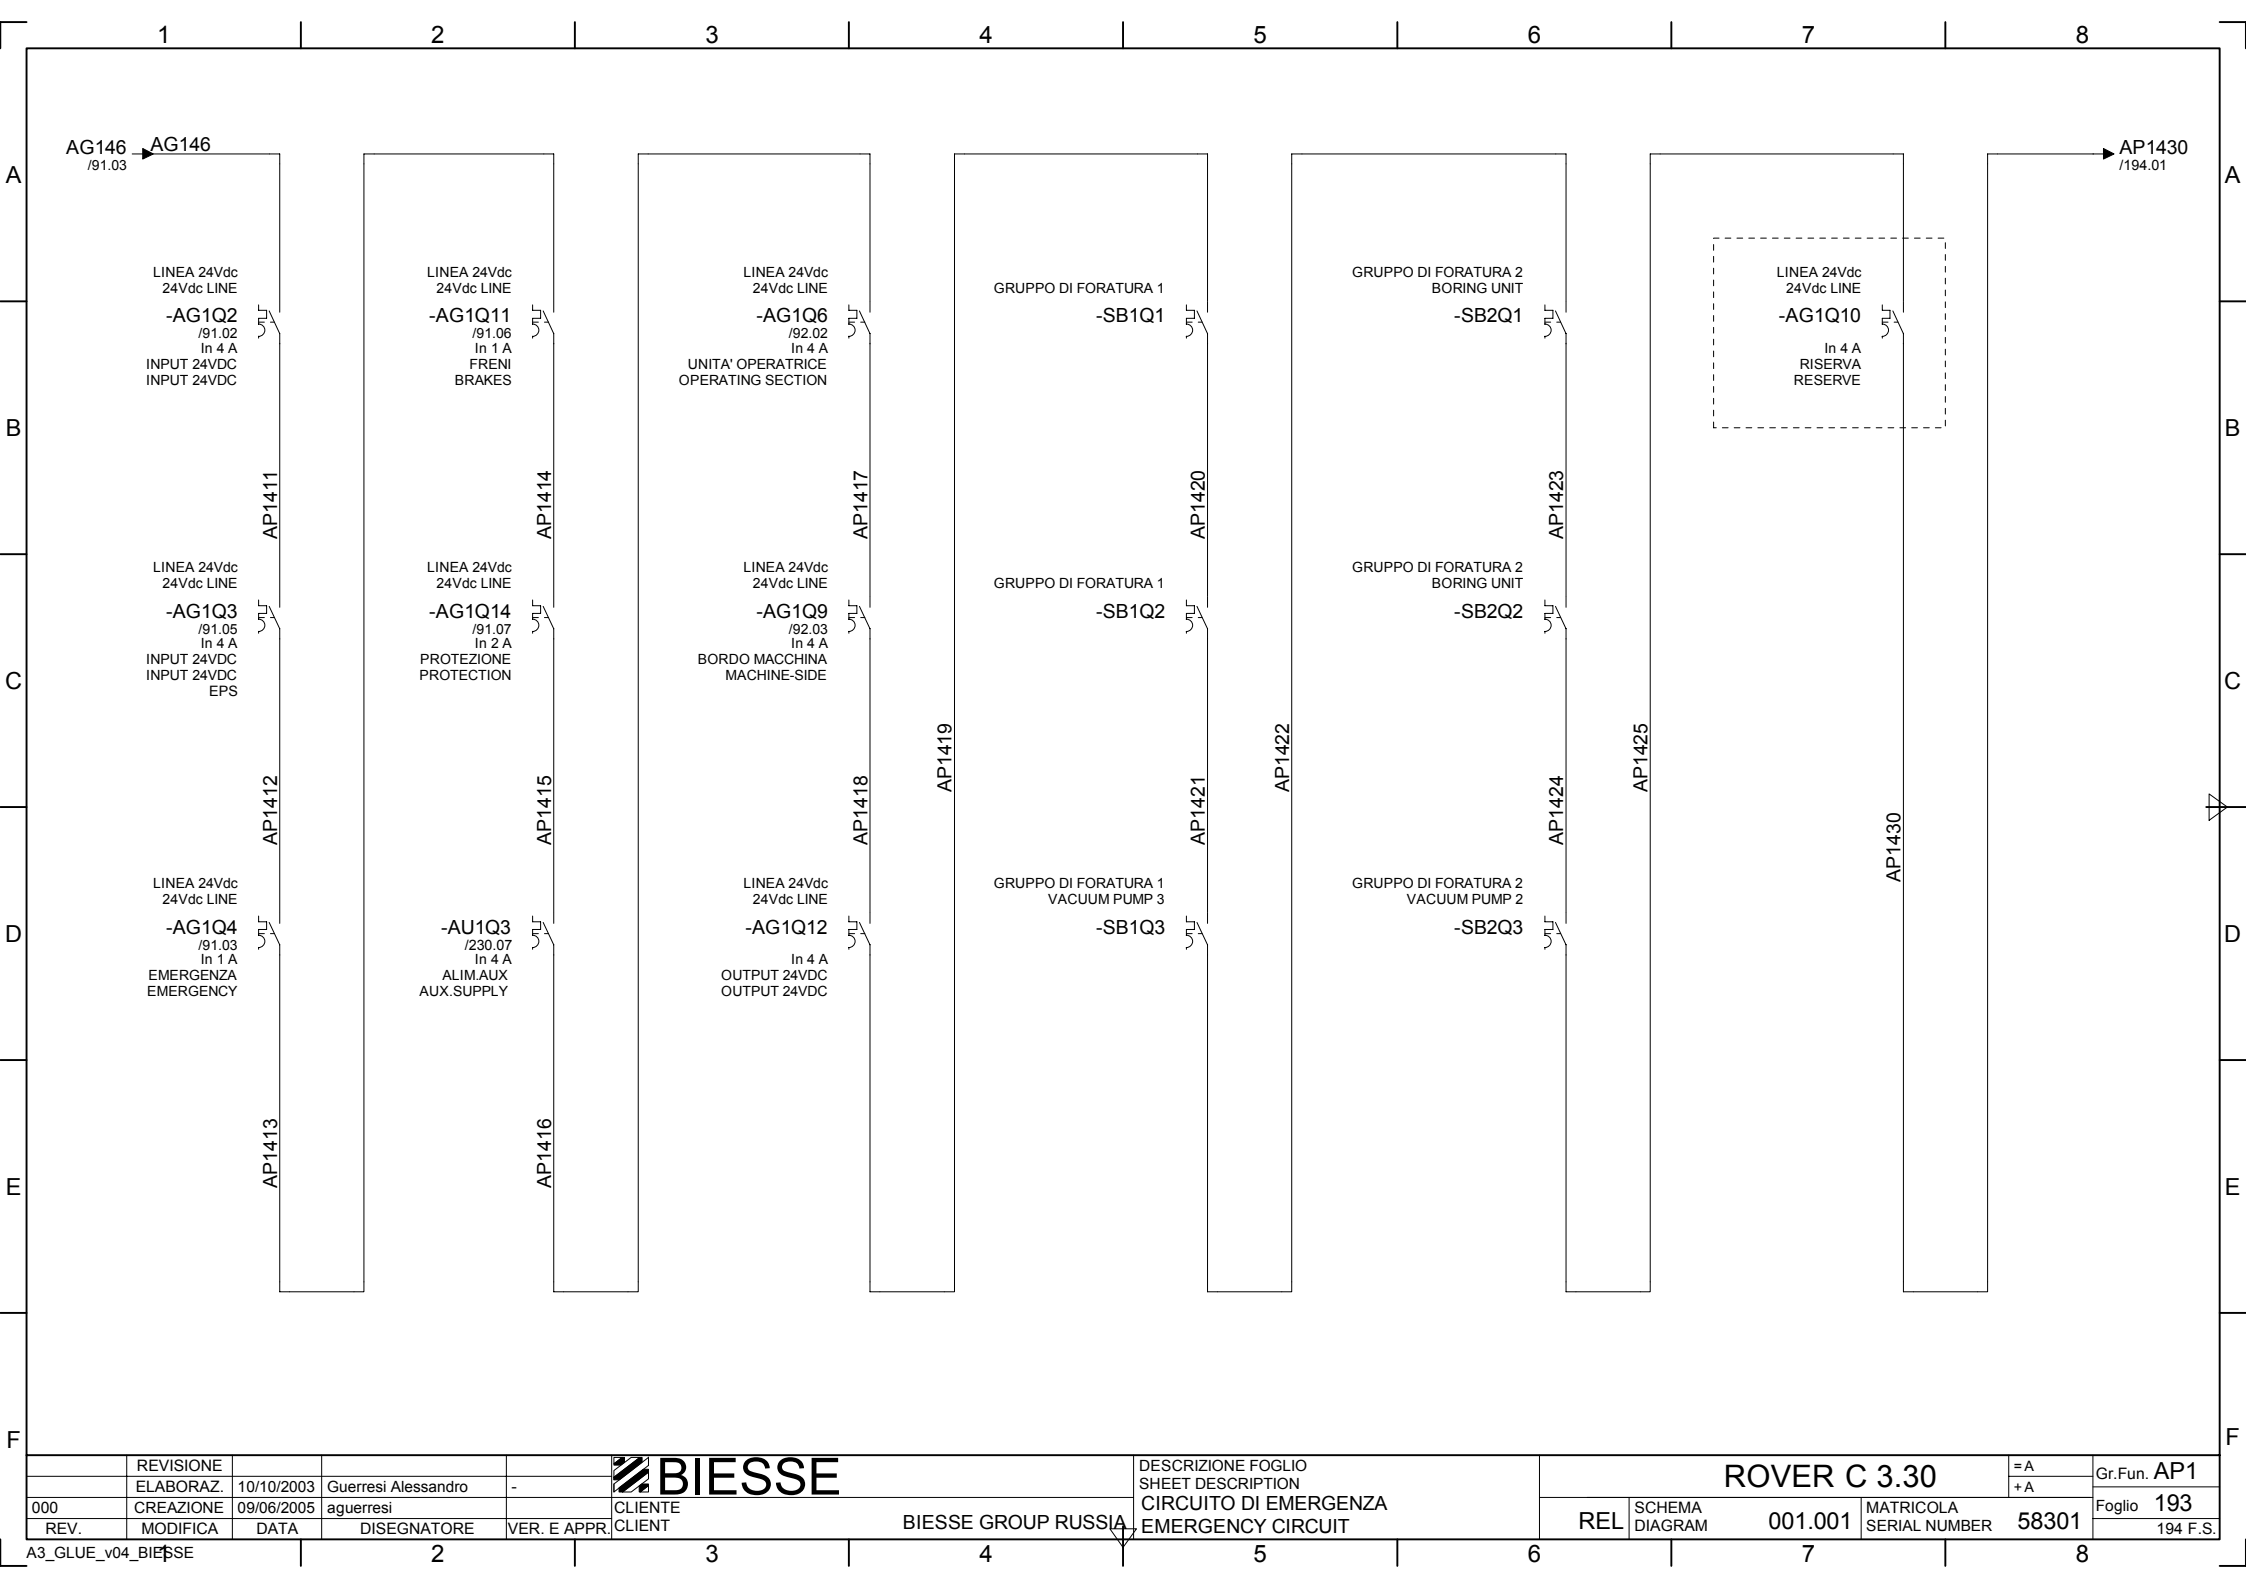 1 2 3 4 5 6 7 8
A A
B B
C C
D D
E E
F F
AG146
/91.03
AG146
AP1430
/194.01
LINEA 24Vdc
24Vdc LINE
-AG1Q2
/91.02
In 4 A
INPUT 24VDC
INPUT 24VDC
AP1411
LINEA 24Vdc
24Vdc LINE
-AG1Q3
/91.05
In 4 A
INPUT 24VDC
INPUT 24VDC
EPS
AP1412
LINEA 24Vdc
24Vdc LINE
-AG1Q4
/91.03
In 1 A
EMERGENZA
EMERGENCY
AP1413
LINEA 24Vdc
24Vdc LINE
-AG1Q11
/91.06
In 1 A
FRENI
BRAKES
AP1414
LINEA 24Vdc
24Vdc LINE
-AG1Q14
/91.07
In 2 A
PROTEZIONE
PROTECTION
AP1415
-AU1Q3
/230.07
In 4 A
ALIM.AUX
AUX.SUPPLY
AP1416
LINEA 24Vdc
24Vdc LINE
-AG1Q6
/92.02
In 4 A
UNITA' OPERATRICE
OPERATING SECTION
AP1417
LINEA 24Vdc
24Vdc LINE
-AG1Q9
/92.03
In 4 A
BORDO MACCHINA
MACHINE-SIDE
AP1418
LINEA 24Vdc
24Vdc LINE
-AG1Q12
In 4 A
OUTPUT 24VDC
OUTPUT 24VDC
AP1419
GRUPPO DI FORATURA 1
-SB1Q1
AP1420
GRUPPO DI FORATURA 1
-SB1Q2
AP1421
GRUPPO DI FORATURA 1
VACUUM PUMP 3
-SB1Q3
AP1422
GRUPPO DI FORATURA 2
BORING UNIT
-SB2Q1
AP1423
GRUPPO DI FORATURA 2
BORING UNIT
-SB2Q2
AP1424
GRUPPO DI FORATURA 2
VACUUM PUMP 2
-SB2Q3
AP1425
LINEA 24Vdc
24Vdc LINE
-AG1Q10
In 4 A
RISERVA
RESERVE
AP1430
REVISIONE
ELABORAZ. 10/10/2003 Guerresi Alessandro -
000 CREAZIONE 09/06/2005 aguerresi
REV. MODIFICA DATA DISEGNATORE VER. E APPR.
BIESSE
CLIENTE
CLIENT BIESSE GROUP RUSSIA
DESCRIZIONE FOGLIO
SHEET DESCRIPTION
CIRCUITO DI EMERGENZA
EMERGENCY CIRCUIT
ROVER C 3.30
REL
SCHEMA
DIAGRAM
001.001
MATRICOLA
SERIAL NUMBER
58301
= A
+ A
Gr.Fun. AP1
Foglio 193
194 F.S.
A3_GLUE_v04_BIESSE
1 2 3 4 5 6 7 8